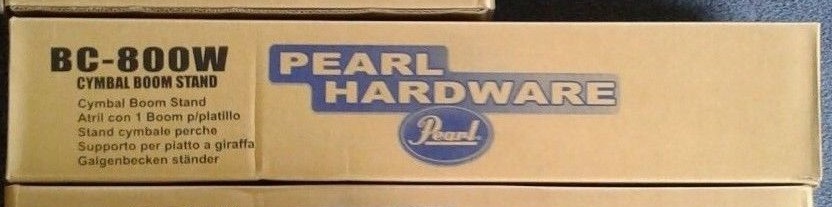 BC-800W
CYMBAL BOOM STAND
Cymbal Boom Stand
Atril con 1 Boom p/platillo
Stand cymbale perche
Supporto per piatto a giraffa
Galgenbecken ständer
PEARL
HARDWARE
Pearl